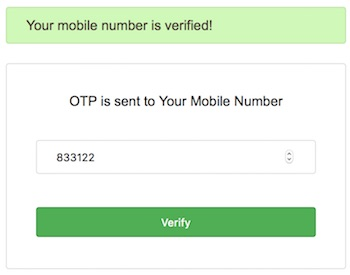 Your mobile number is verified!
OTP is sent to Your Mobile Number
833122
Verify